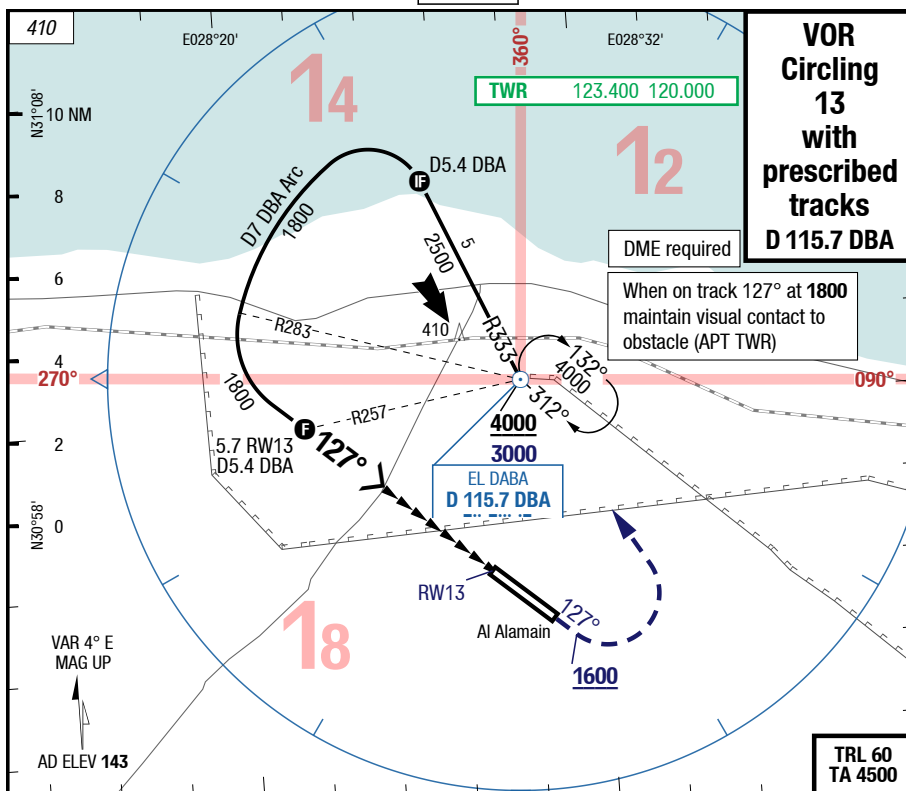 410
E028°20'
E028°32'
360°
VOR
Circling
13
with
prescribed
tracks
D 115.7 DBA
TWR 123.400 120.000
N31°08'
10 NM
14
12
D5.4 DBA
IF
D7 DBA Arc
1800
8
5
2500
DME required
6
When on track 127° at 1800
maintain visual contact to
obstacle (APT TWR)
R283
410
R333
4
132°
4000
270°
090°
1800
312°
R257
F
4000
3000
2
5.7 RW13
D5.4 DBA
127°
EL DABA
D 115.7 DBA
N30°58'
0
RW13
127°
Al Alamain
18
1600
VAR 4° E
MAG UP
AD ELEV 143
TRL 60
TA 4500